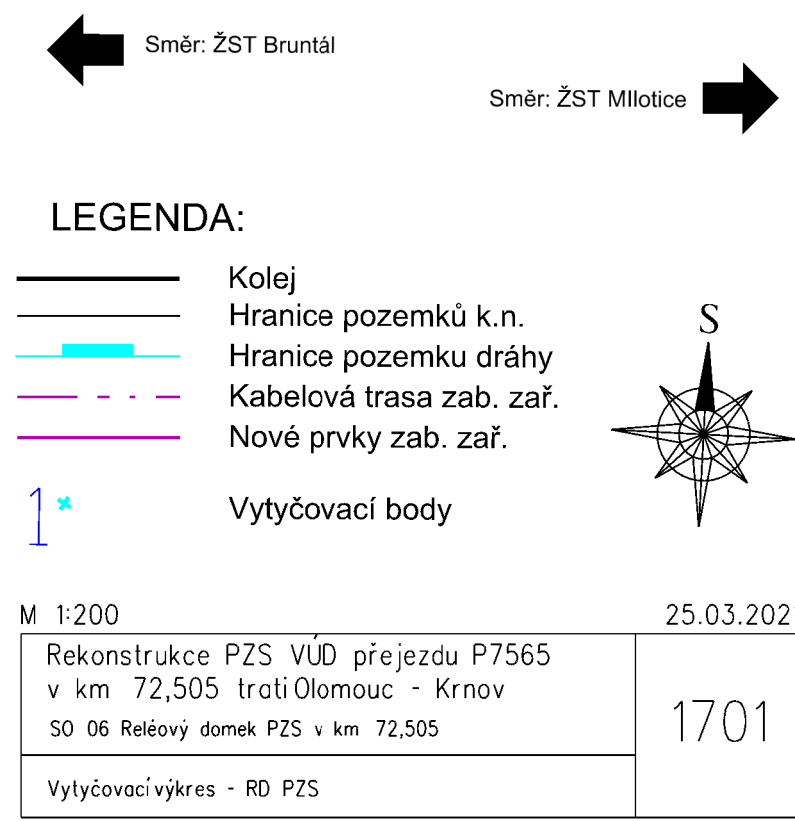 Směr: ŽST Bruntál
Směr: ŽST MIlotice
LEGENDA:
Kolej
Hranice pozemků k.n.
Hranice pozemku dráhy
Kabelová trasa zab. zař.
Nové prvky zab. zař.
S
1 Vytyčovací body
M 1:200
25.03.202
Rekonstrukce PZS VÚD přejezdu P7565
v km 72,505 trati Olomouc - Krnov
SO 06 Reléový domek PZS v km 72,505
1701
Vytyčovací výkres - RD PZS